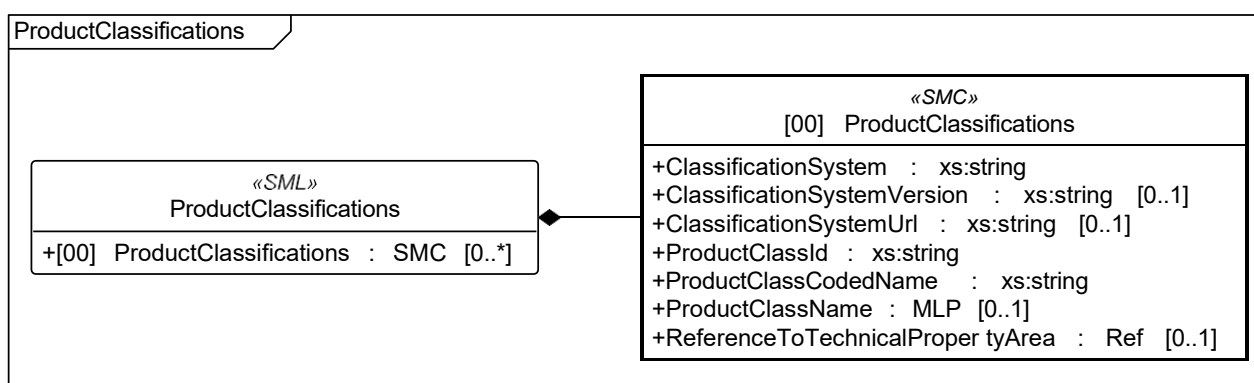 ProductClassifications
«SML»
ProductClassifications
+[00] ProductClassifications : SMC [0..*]
«SMC»
[00] ProductClassifications
+ClassificationSystem : xs:string
+ClassificationSystemVersion : xs:string [0..1]
+ClassificationSystemUrl : xs:string [0..1]
+ProductClassId : xs:string
+ProductClassCodedName : xs:string
+ProductClassName : MLP [0..1]
+ReferenceToTechnicalProper tyArea : Ref [0..1]